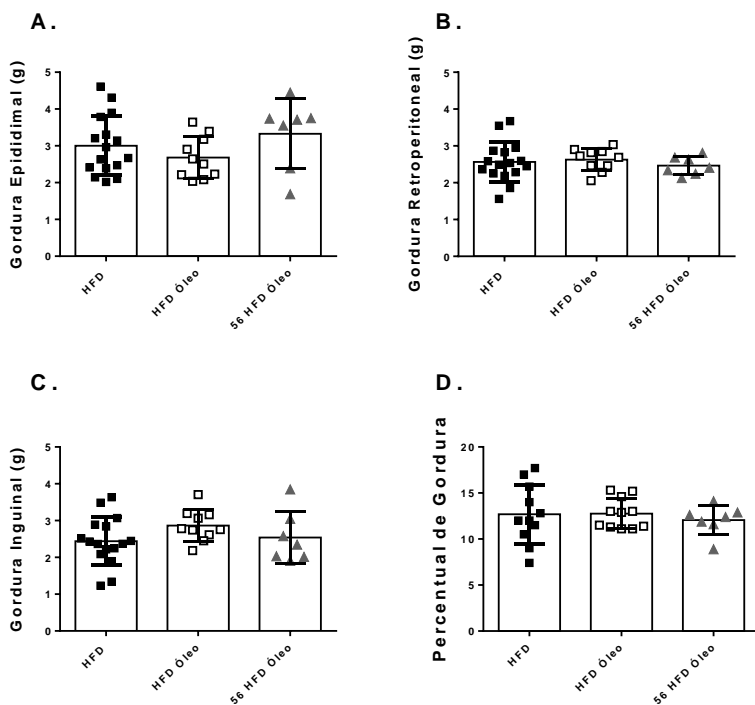 A.
Gordura Epididimal (g)
5
4
3
2
1
0
HFD
HFD Óleo
56 HFD Óleo
B.
Gordura Retroperitoneal (g)
5
4
3
2
1
0
HFD
HFD Óleo
56 HFD Óleo
C.
Gordura Inguinal (g)
5
4
3
2
1
0
HFD
HFD Óleo
56 HFD Óleo
D.
Percentual de Gordura
20
15
10
5
0
HFD
HFD Óleo
56 HFD Óleo